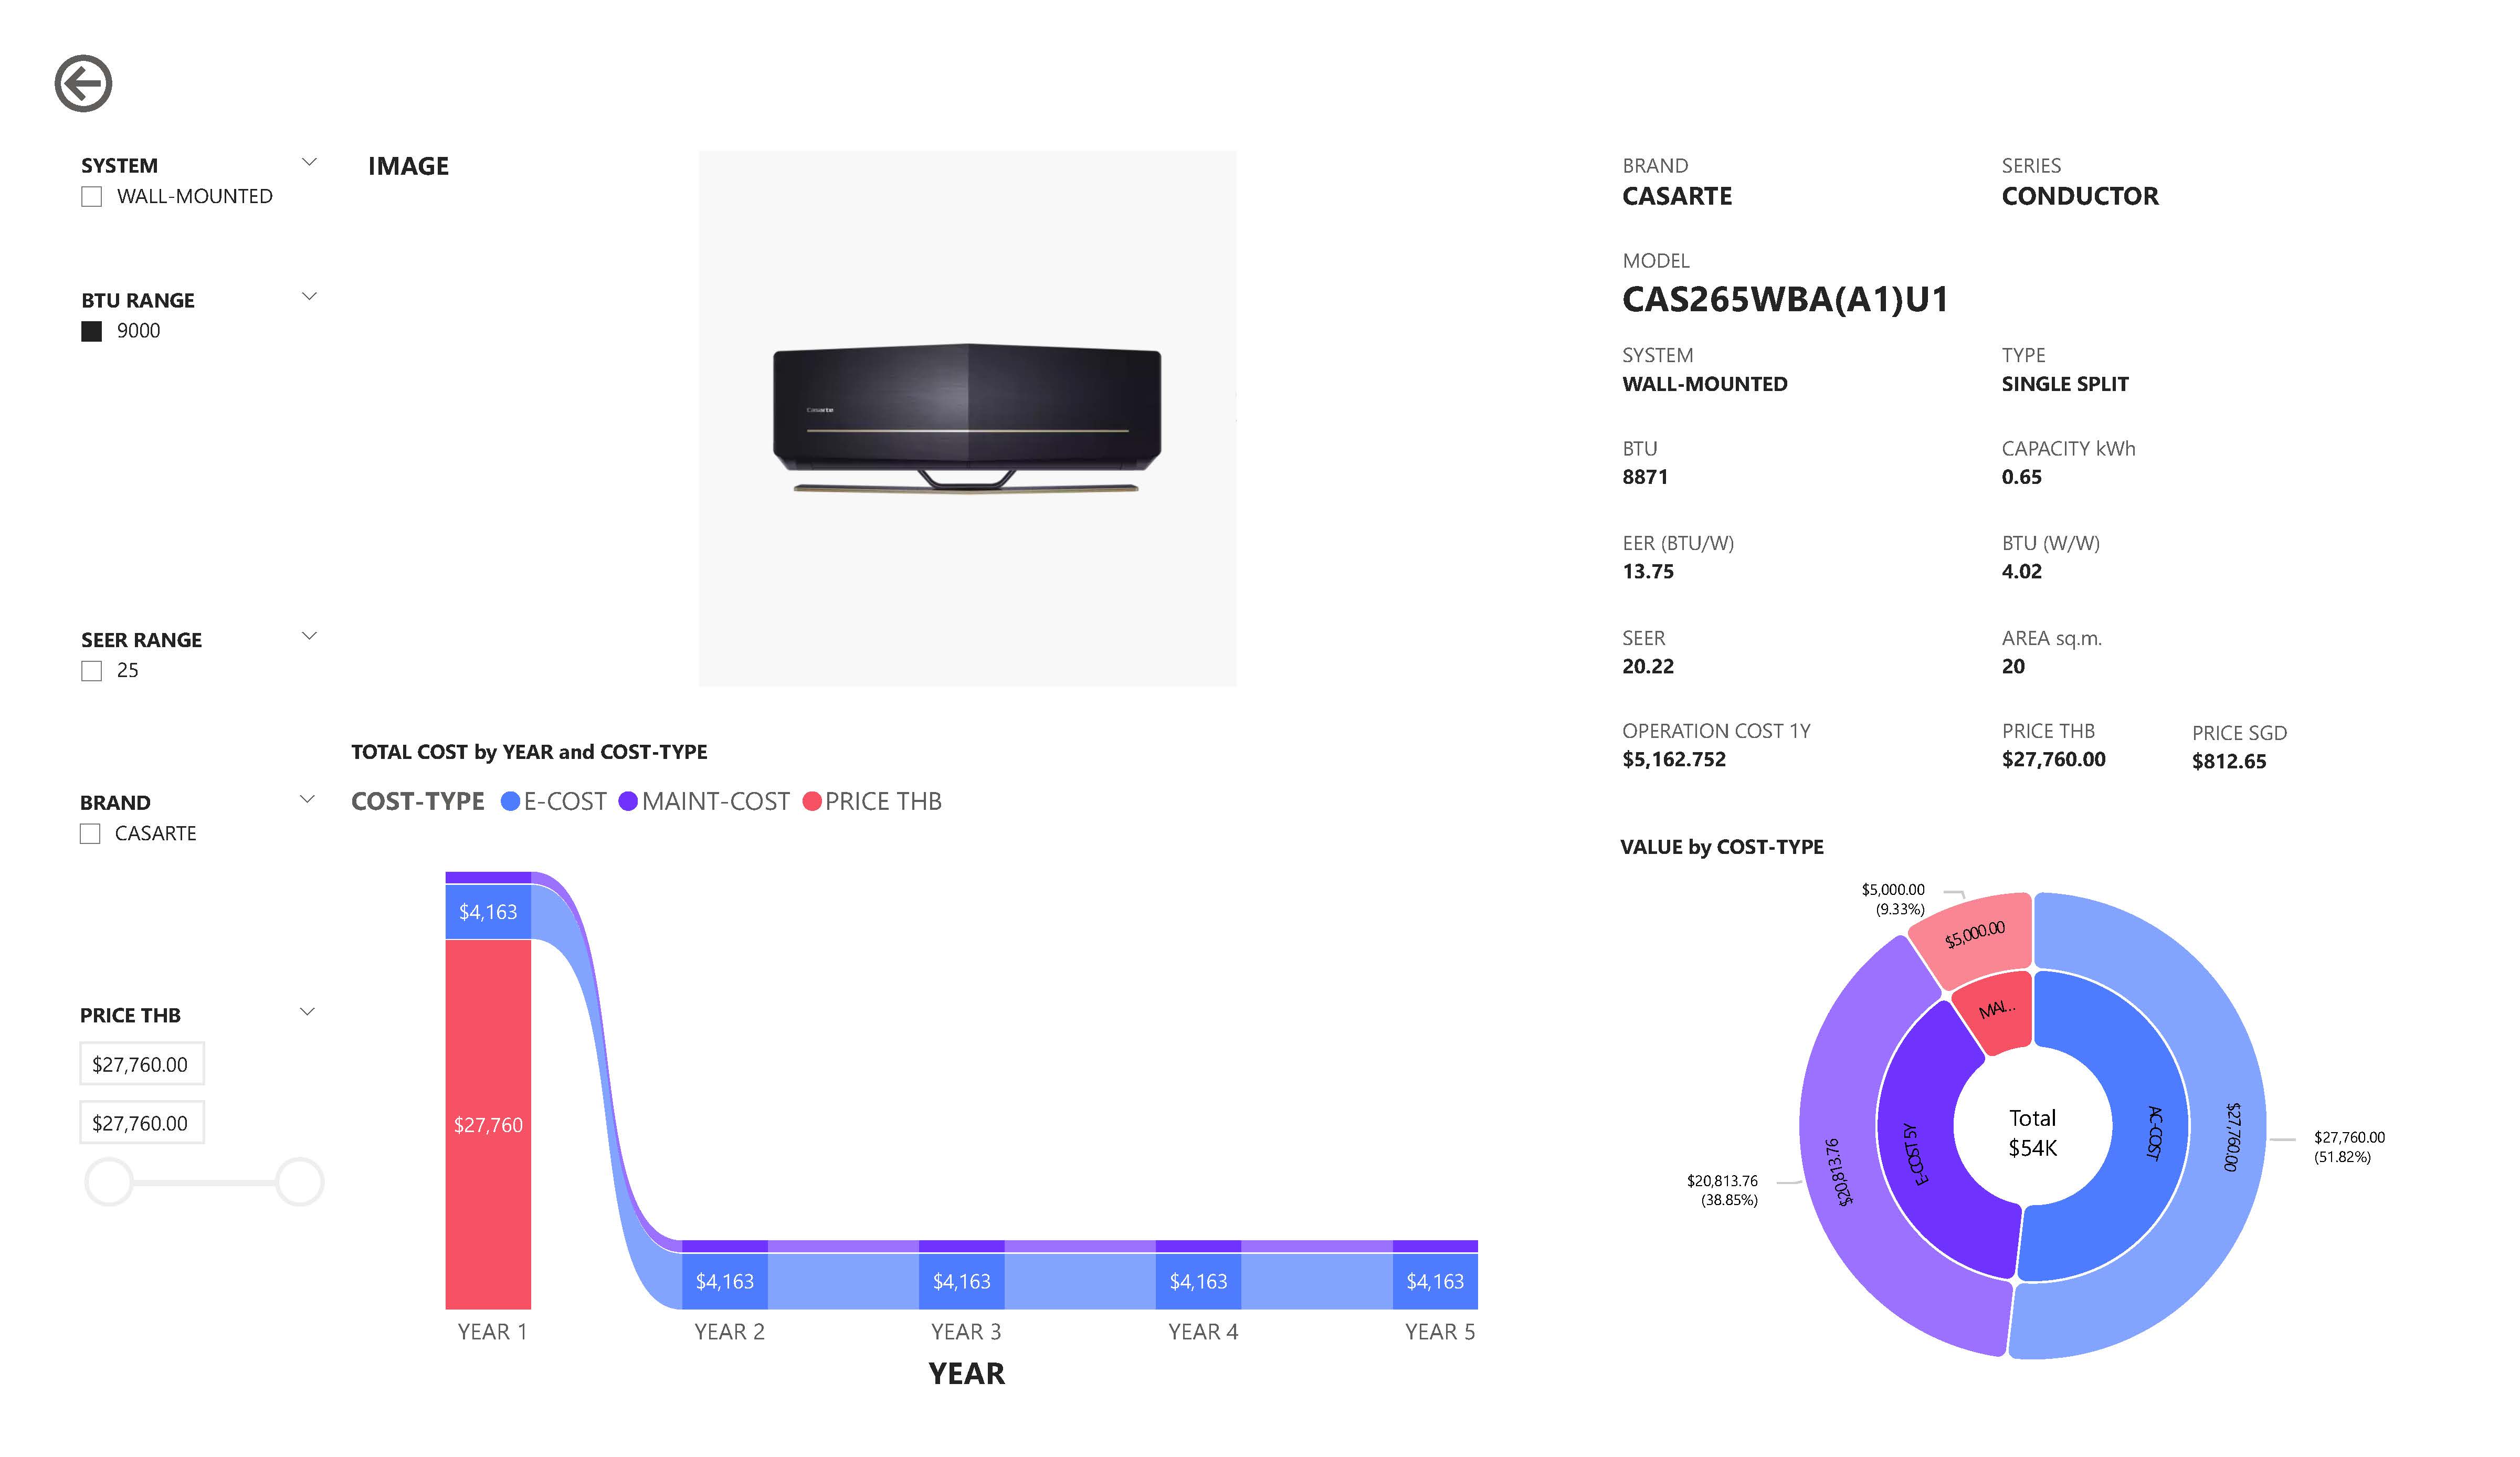 SYSTEM
WALL-MOUNTED
BTU RANGE
9000
SEER RANGE
25
BRAND
CASARTE
PRICE THB
$27,760.00
$27,760.00
IMAGE
Casarte
TOTAL COST by YEAR and COST-TYPE
COST-TYPE E-COST MAINT-COST PRICE THB
$4,163
$27,760
$4,163
$4,163
$4,163
$4,163
YEAR 1
YEAR 2
YEAR 3
YEAR 4
YEAR 5
YEAR
BRAND
CASARTE
SERIES
CONDUCTOR
MODEL
CAS265WBA(A1)U1
SYSTEM
WALL-MOUNTED
TYPE
SINGLE SPLIT
BTU
8871
CAPACITY kWh
0.65
EER (BTU/W)
13.75
BTU (W/W)
4.02
SEER
20.22
AREA sq.m.
20
OPERATION COST 1Y
$5,162.752
PRICE THB
$27,760.00
PRICE SGD
$812.65
VALUE by COST-TYPE
$5,000.00
(9.33%)
$5,000.00
MAI...
AC-COST
$27,760.00
$27,760.00
(51.82%)
Total
$54K
E-COST 5Y
$20,813.76
$20,813.76
(38.85%)